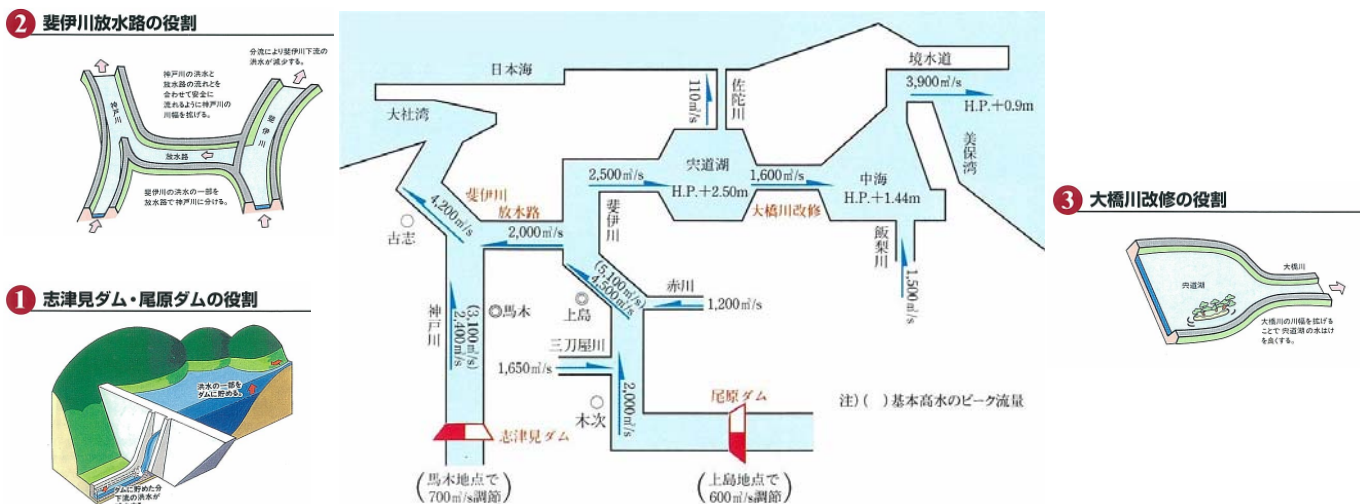 2 斐伊川放水路の役割
分流により斐伊川下流の
洪水が減少する。
神戸川の洪水と
放水路の流れとを
合わせて安全に
流れるように神戸川の
川幅を拡げる。
神戸川
斐伊川
放水路
斐伊川の洪水の一部を
放水路で神戸川に分ける。
1 志津見ダム・尾原ダムの役割
洪水の一部を
ダムに貯める。
ダムに貯めた分
下流の洪水が
日本海
大社湾
境水道
3,900㎥/s
H.P.+0.9m
110㎥/s
佐陀川
美保湾
宍道湖
H.P.+2.50m
2,500㎥/s
1,600㎥/s
中海
H.P.+1.44m
大橋川改修
飯梨川
1,500㎥/s
斐伊川
放水路
4,200㎥/s
古志
2,000㎥/s
斐伊川
(5,100㎥/s)
4,500㎥/s
上島
赤川
1,200㎥/s
神戸川
(3,100㎥/s)
2,400㎥/s
馬木
三刀屋川
1,650㎥/s
2,000㎥/s
木次
尾原ダム
志津見ダム
注)( )基本高水のピーク流量
(馬木地点で
700㎥/s調節)
(上島地点で
600㎥/s調節)
3 大橋川改修の役割
大橋川
宍道湖
大橋川の川幅を拡げる
ことで宍道湖の水はけ
を良くする。